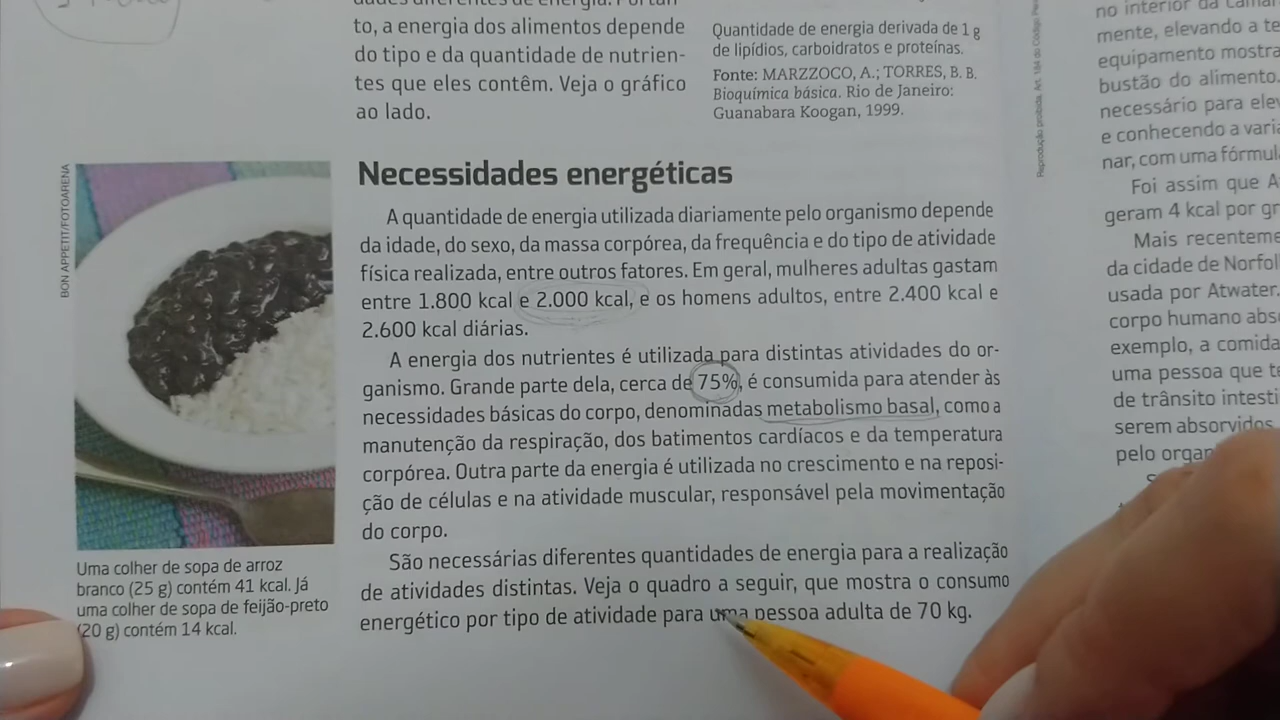 to, a energia dos alimentos depende
do tipo e da quantidade de nutrien-
tes que eles contêm. Veja o gráfico
ao lado.
Quantidade de energia derivada de 1 g
de lipídios, carboidratos e proteínas.
Fonte: MARZZOCO, A.; TORRES, B. B.
Bioquímica básica. Rio de Janeiro:
Guanabara Koogan, 1999.
BON APPETIT/FOTOARENA
Uma colher de sopa de arroz
branco (25 g) contém 41 kcal. Já
uma colher de sopa de feijão-preto
(20 g) contém 14 kcal.
Necessidades energéticas
A quantidade de energia utilizada diariamente pelo organismo depende
da idade, do sexo, da massa corpórea, da frequência e do tipo de atividade
física realizada, entre outros fatores. Em geral, mulheres adultas gastam
entre 1.800 kcal e 2.000 kcal, e os homens adultos, entre 2.400 kcal e
2.600 kcal diárias.
A energia dos nutrientes é utilizada para distintas atividades do or-
ganismo. Grande parte dela, cerca de 75%, é consumida para atender às
necessidades básicas do corpo, denominadas metabolismo basal, como a
manutenção da respiração, dos batimentos cardíacos e da temperatura
corpórea. Outra parte da energia é utilizada no crescimento e na reposi-
ção de células e na atividade muscular, responsável pela movimentação
do corpo.
São necessárias diferentes quantidades de energia para a realização
de atividades distintas. Veja o quadro a seguir, que mostra o consumo
energético por tipo de atividade para uma pessoa adulta de 70 kg.
Reprodução proibida. Art. 184 do Código
no interior da
mente, elevando a
equipamento
bustão do alimento.
necessário para
e conhecendo a
nar, com uma
Foi assim que
geram 4 kcal por
Mais
da cidade de
usada por Atwater.
corpo humano
exemplo, a comida
uma pessoa que
de trânsito
serem absorvidos
pelo